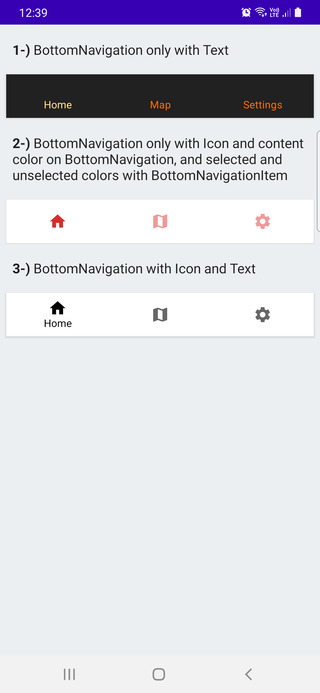 12:39
VoJ) LTE
1-) BottomNavigation only with Text
Home Map Settings
2-) BottomNavigation only with Icon and content
color on BottomNavigation, and selected and
unselected colors with BottomNavigationItem
3-) BottomNavigation with Icon and Text
Home